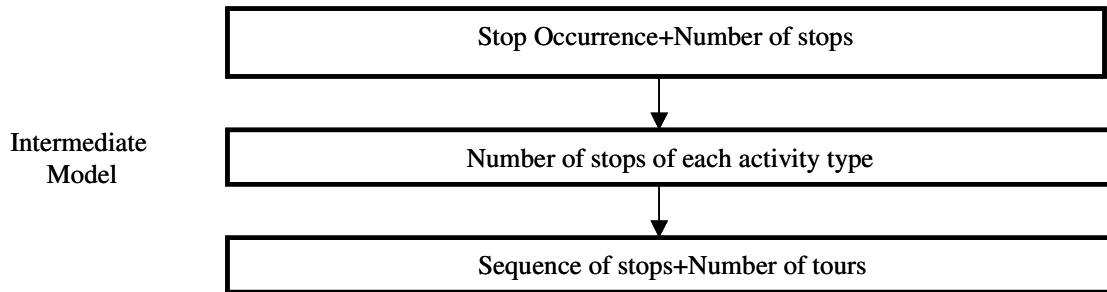 Stop Occurrence+Number of stops
Intermediate
Model
Number of stops of each activity type
Sequence of stops+Number of tours